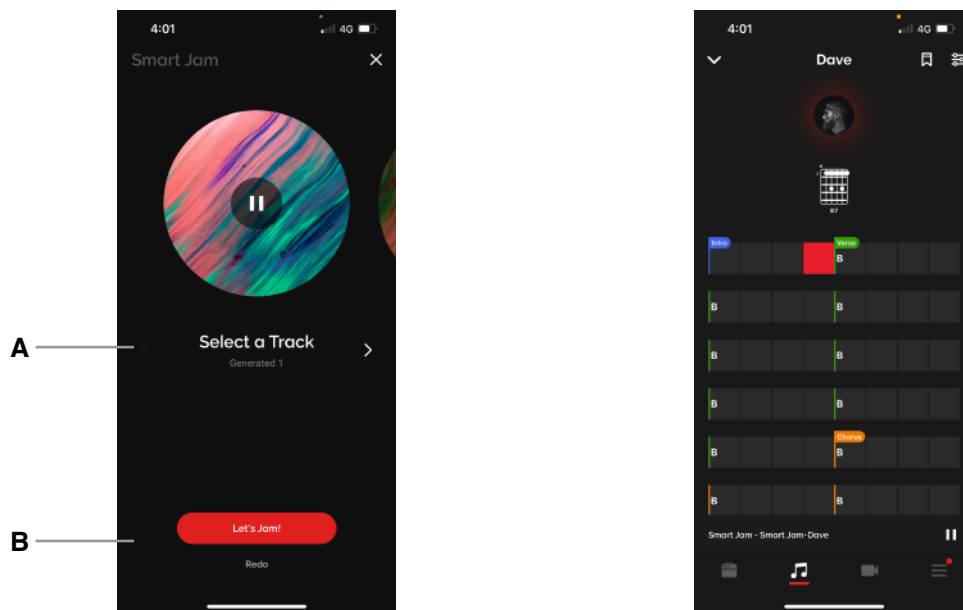 4:01
4G
Smart Jam
A
Select a Track
Generated 1
B
Let's Jam!
Redo
4:01
4G
Dave
B7
Intro
Verse
B
B
B
B
B
B
B
Chorus
B
B
B
B
Smart Jam - Smart Jam-Dave